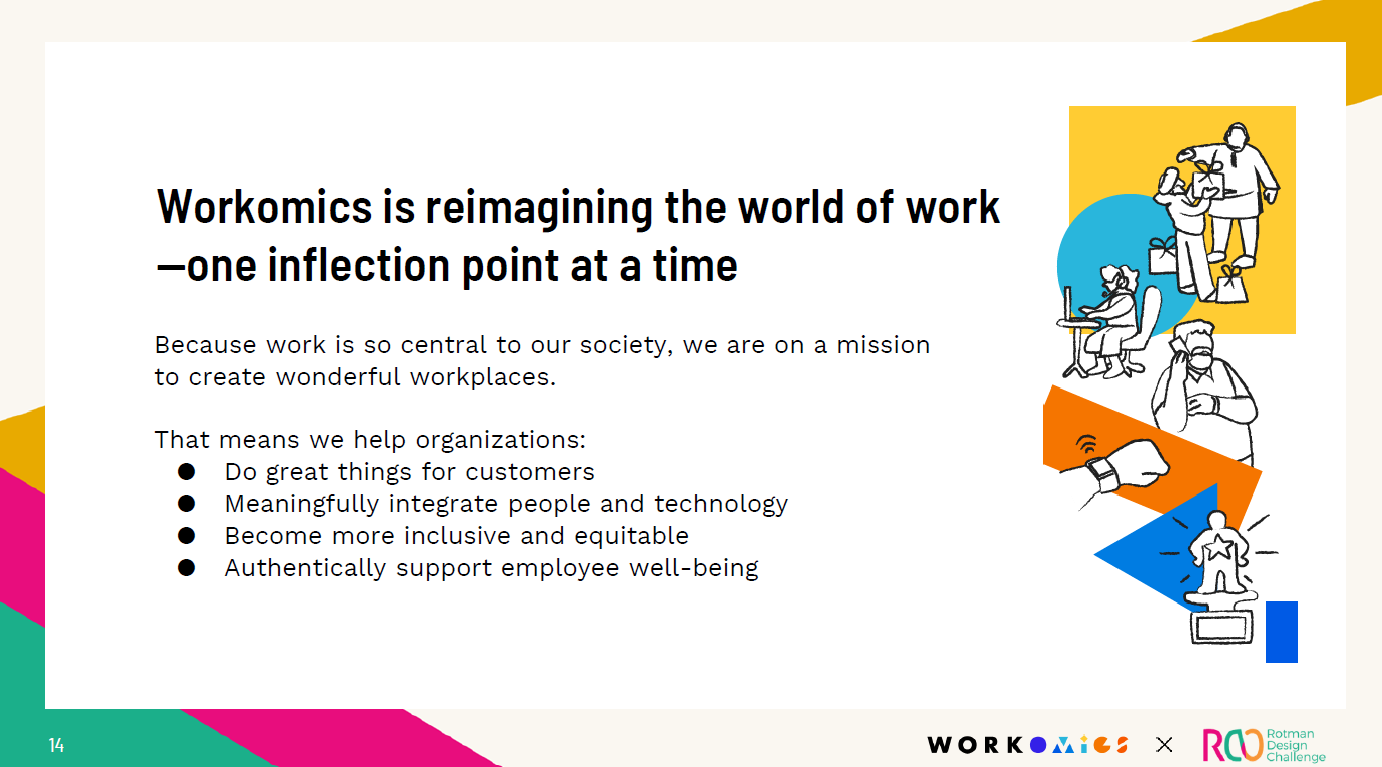 Workomics is reimagining the world of work
—one inflection point at a time
Because work is so central to our society, we are on a mission
to create wonderful workplaces.
That means we help organizations:
● Do great things for customers
● Meaningfully integrate people and technology
● Become more inclusive and equitable
● Authentically support employee well-being
14
WORKOMiCS × RDC Rotman
Design
Challenge